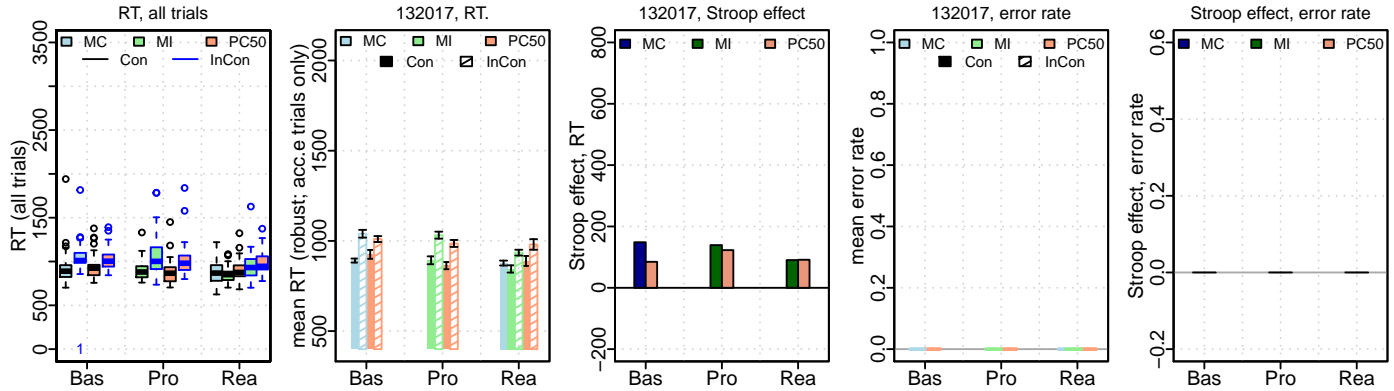 RT, all trials
RT (all trials)
0 500 1500 2500 3500
MC MI PC50
Con InCon
1
Bas Pro Rea
132017, RT.
mean RT (robust; acc.e trials only)
500 1000 1500 2000
MC MI PC50
Con InCon
Bas Pro Rea
132017, Stroop effect
Stroop effect, RT
−200 0 200 400 600 800
MC MI PC50
Bas Pro Rea
132017, error rate
mean error rate
0.0 0.2 0.4 0.6 0.8 1.0
MC MI PC50
Con InCon
Bas Pro Rea
Stroop effect, error rate
Stroop effect, error rate
−0.2 0.0 0.2 0.4 0.6
MC MI PC50
Bas Pro Rea